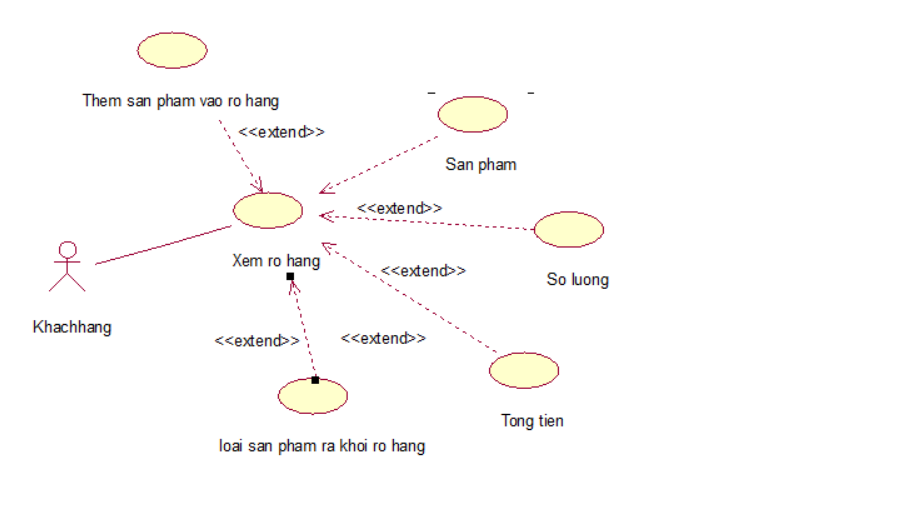 Them san pham vao ro hang
<<extend>>
San pham
<<extend>>
Xem ro hang
<<extend>>
So luong
Khachhang
<<extend>>
<<extend>>
Tong tien
loai san pham ra khoi ro hang